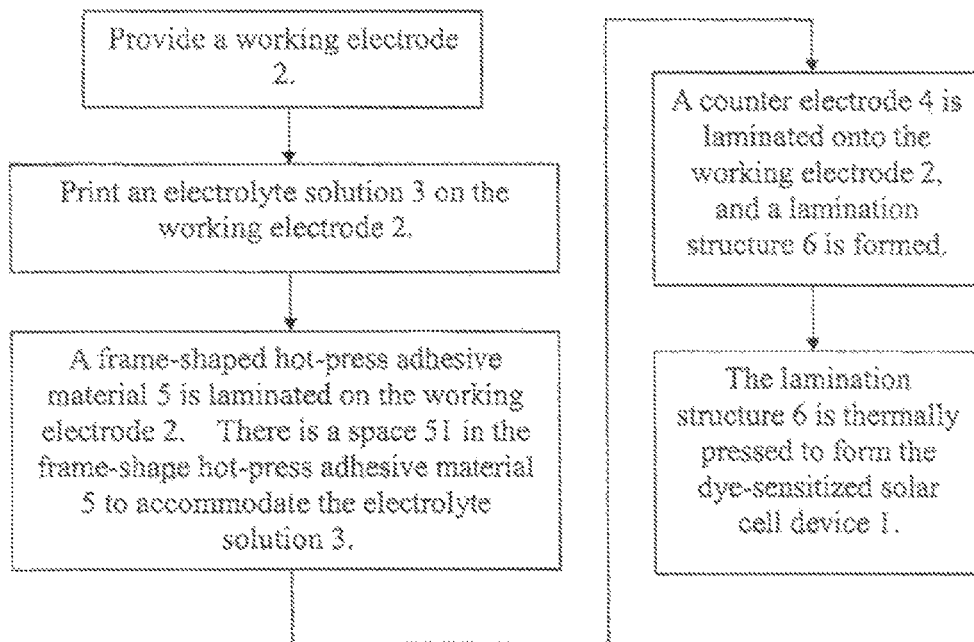 Provide a working electrode
2.
Print an electrolyte solution 3 on the
working electrode 2.
A frame-shaped hot-press adhesive
material 5 is laminated on the working
electrode 2. There is a space 51 in the
frame-shape hot-press adhesive material
5 to accommodate the electrolyte
solution 3.
A counter electrode 4 is
laminated onto the
working electrode 2,
and a lamination
structure 6 is formed.
The lamination
structure 6 is thermally
pressed to form the
dye-sensitized solar
cell device 1.